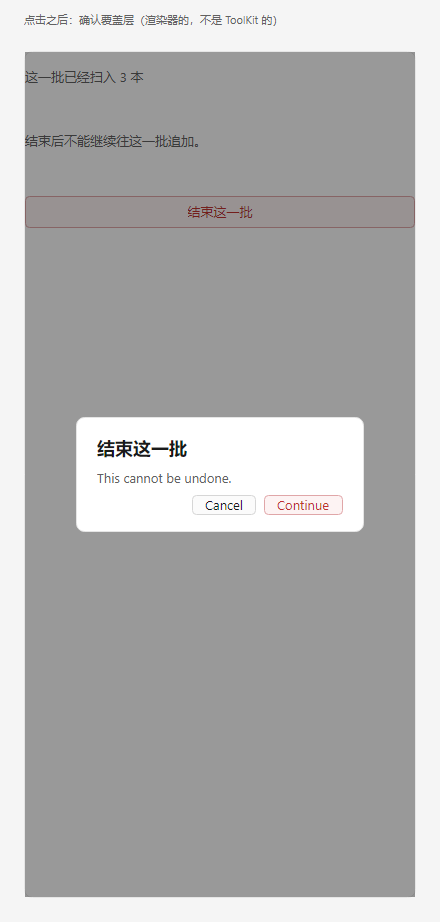 点击之后：确认覆盖层（渲染器的，不是 ToolKit 的）
这一批已经扫入 3 本
结束后不能继续往这一批追加。
结束这一批
结束这一批
This cannot be undone.
Cancel
Continue